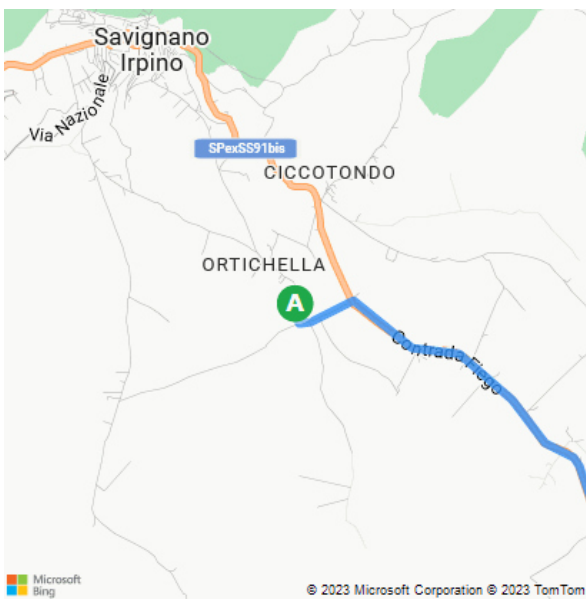 Savignano
Irpino
Via Nazionale
SPexSS91bis
CICCOTONDO
ORTICHELLA
A
Contrada Fiego
Microsoft
Bing
© 2023 Microsoft Corporation © 2023 TomTom